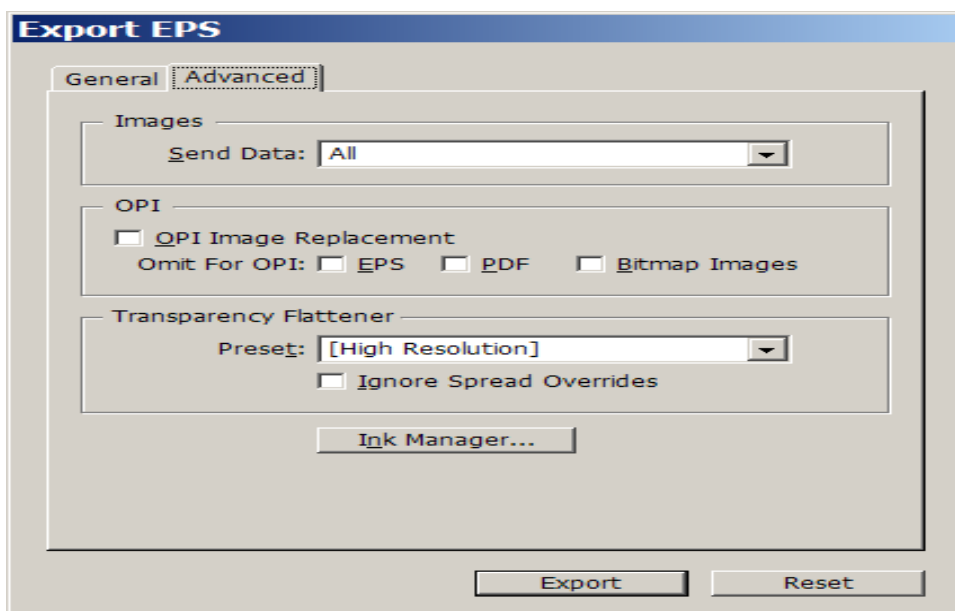 Export EPS
General Advanced
Images
Send Data: All
OPI
OPI Image Replacement
Omit For OPI: EPS PDF Bitmap Images
Transparency Flattener
Preset: [High Resolution]
Ignore Spread Overrides
Ink Manager...
Export Reset